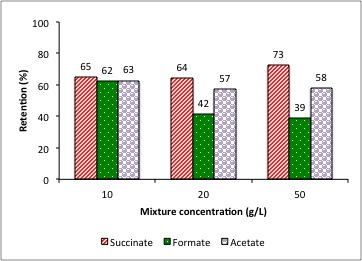 100
80
60
40
20
0
Retention (%)
65 62 63
64 42 57
73 39 58
10 20 50
Mixture concentration (g/L)
Succinate Formate Acetate